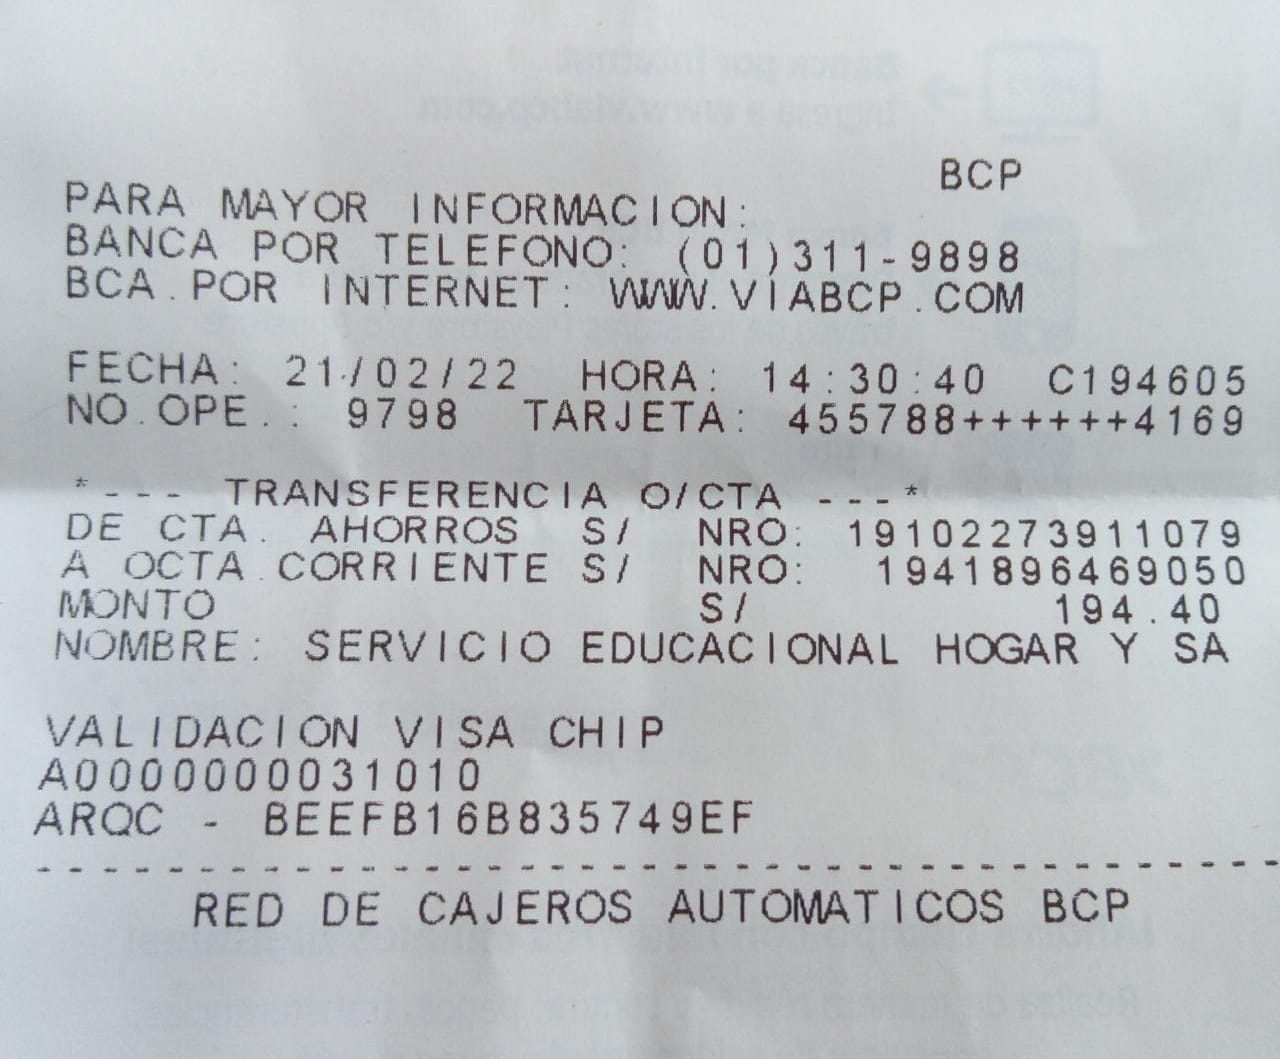 BCP
PARA MAYOR INFORMACION:
BANCA POR TELEFONO: (01)311-9898
BCA.POR INTERNET: WWW.VIABCP.COM
FECHA: 21/02/22 HORA: 14:30:40 C194605
NO.OPE.: 9798 TARJETA: 455788++++++4169
*--- TRANSFERENCIA O/CTA ---*
DE CTA. AHORROS S/ NRO: 19102273911079
A OCTA.CORRIENTE S/ NRO: 1941896469050
MONTO S/ 194.40
NOMBRE: SERVICIO EDUCACIONAL HOGAR Y SA
VALIDACION VISA CHIP
A0000000031010
ARQC - BEEFB16B835749EF
RED DE CAJEROS AUTOMATICOS BCP